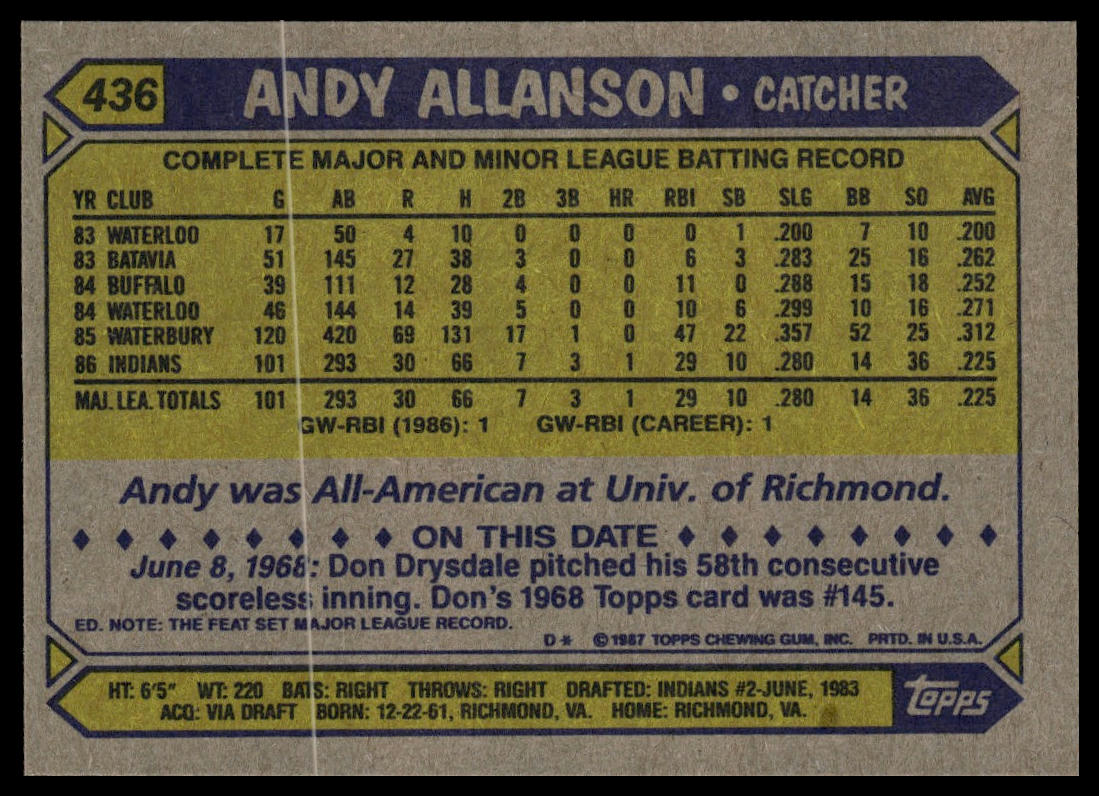 436 ANDY ALLANSON • CATCHER
COMPLETE MAJOR AND MINOR LEAGUE BATTING RECORD
YR CLUB G AB R H 2B 3B HR RBI SB SLG BB SO AVG
83 WATERLOO 17 50 4 10 0 0 0 0 1 .200 7 10 .200
83 BATAVIA 51 145 27 38 3 0 0 6 3 .283 25 16 .262
84 BUFFALO 39 111 12 28 4 0 0 11 0 .288 15 18 .252
84 WATERLOO 46 144 14 39 5 0 0 10 6 .299 10 16 .271
85 WATERBURY 120 420 69 131 17 1 0 47 22 .357 52 25 .312
86 INDIANS 101 293 30 66 7 3 1 29 10 .280 14 36 .225
MAJ. LEA. TOTALS 101 293 30 66 7 3 1 29 10 .280 14 36 .225
GW-RBI (1986): 1 GW-RBI (CAREER): 1
Andy was All-American at Univ. of Richmond.
ON THIS DATE
June 8, 1968: Don Drysdale pitched his 58th consecutive
scoreless inning. Don's 1968 Topps card was #145.
ED. NOTE: THE FEAT SET MAJOR LEAGUE RECORD.
D* ©1987 TOPPS CHEWING GUM, INC. PRTD. IN U.S.A.
HT: 6'5" WT: 220 BATS: RIGHT THROWS: RIGHT DRAFTED: INDIANS #2-JUNE, 1983
ACQ: VIA DRAFT BORN: 12-22-61, RICHMOND, VA. HOME: RICHMOND, VA.
topps